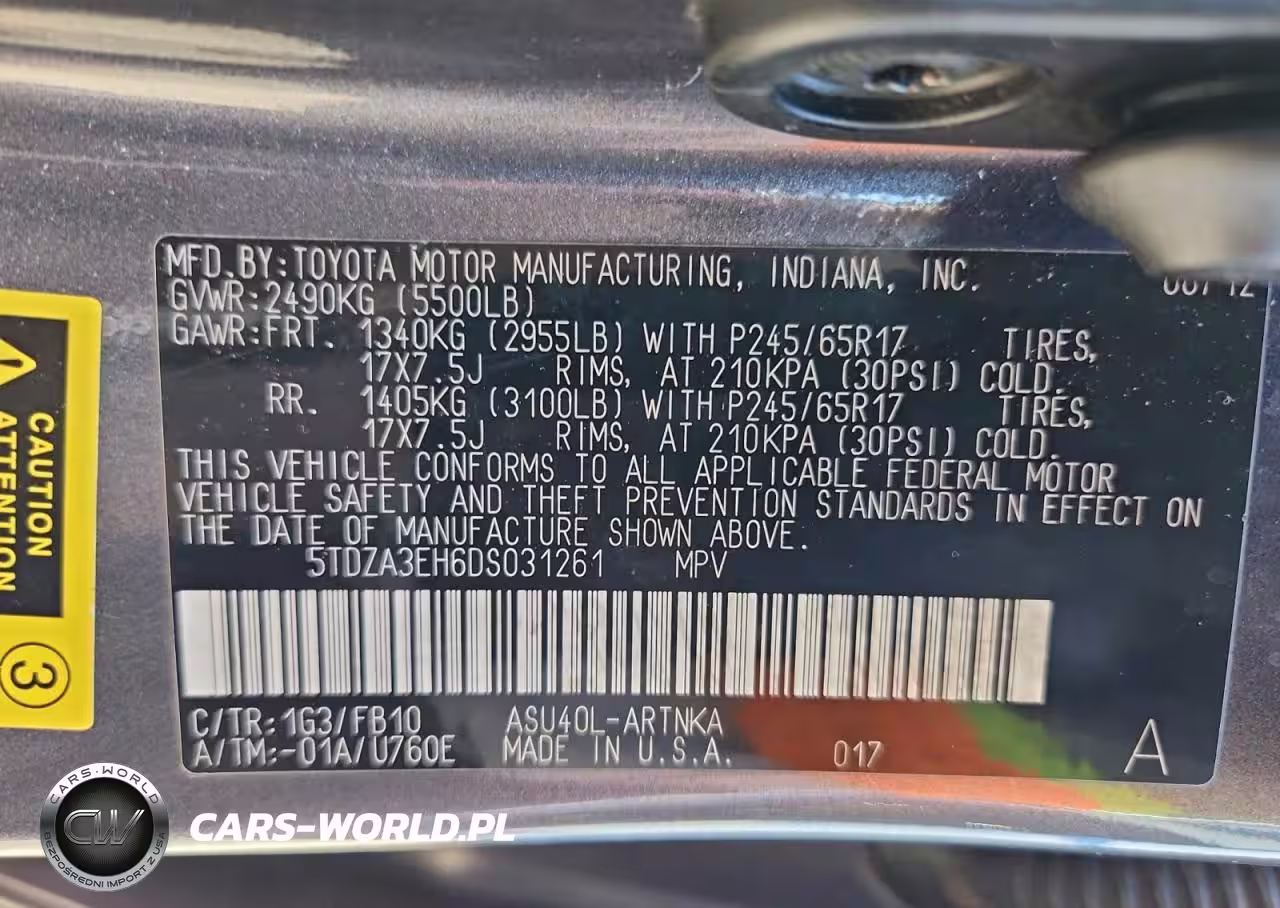 MFD.BY:TOYOTA MOTOR MANUFACTURING, INDIANA, INC.
GVWR:2490KG (5500LB)
GAWR:FRT. 1340KG (2955LB) WITH P245/65R17 TIRES,
17X7.5J RIMS, AT 210KPA (30PSI) COLD.
RR. 1405KG (3100LB) WITH P245/65R17 TIRES,
17X7.5J RIMS, AT 210KPA (30PSI) COLD.
THIS VEHICLE CONFORMS TO ALL APPLICABLE FEDERAL MOTOR
VEHICLE SAFETY AND THEFT PREVENTION STANDARDS IN EFFECT ON
THE DATE OF MANUFACTURE SHOWN ABOVE.
5TDZA3EH6DS031261 MPV
C/TR:1G3/FB10 ASU40L-ARTNKA
A/TM:-01A/U760E MADE IN U.S.A. 017 A
CAUTION
ATTENTION
3
CARS-WORLD
CW
BEZPOŚREDNI IMPORT Z USA
CARS-WORLD.PL